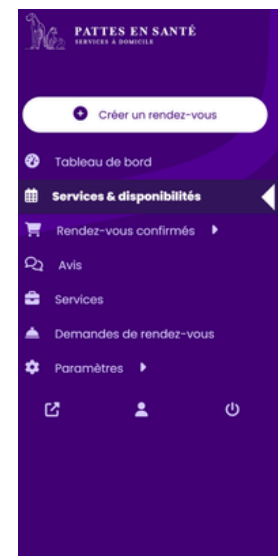 PATTES EN SANTÉ
SERVICES À DOMICILE
Créer un rendez-vous
Tableau de bord
Services & disponibilités
Rendez-vous confirmés
Avis
Services
Demandes de rendez-vous
Paramètres